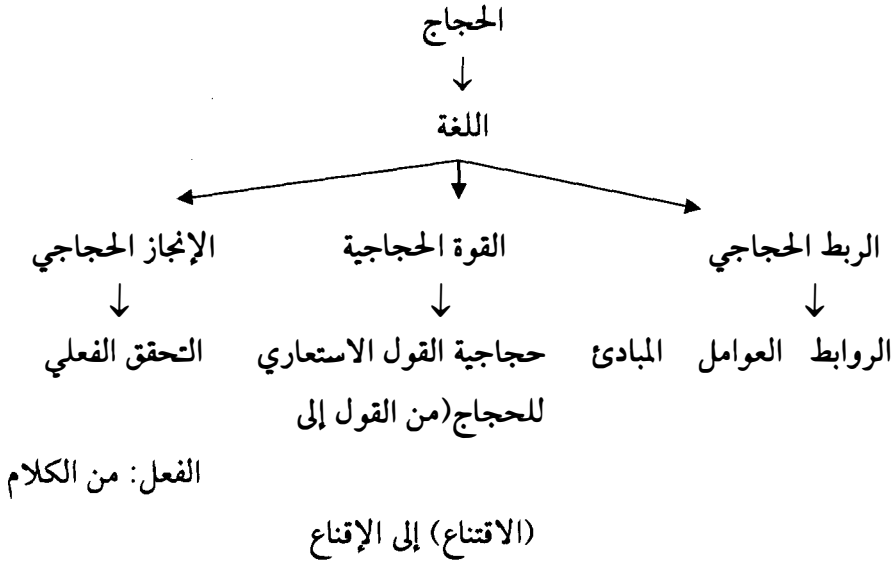 الحجاج
اللغة
الربط الحجاجي القوة الحجاجية الإنجاز الحجاجي
الروابط العوامل المبادئ حجاجية القول الاستعاري التحقق الفعلي
للحجاج(من القول إلى
الفعل: من الكلام
(الاقتناع) إلى الإقناع